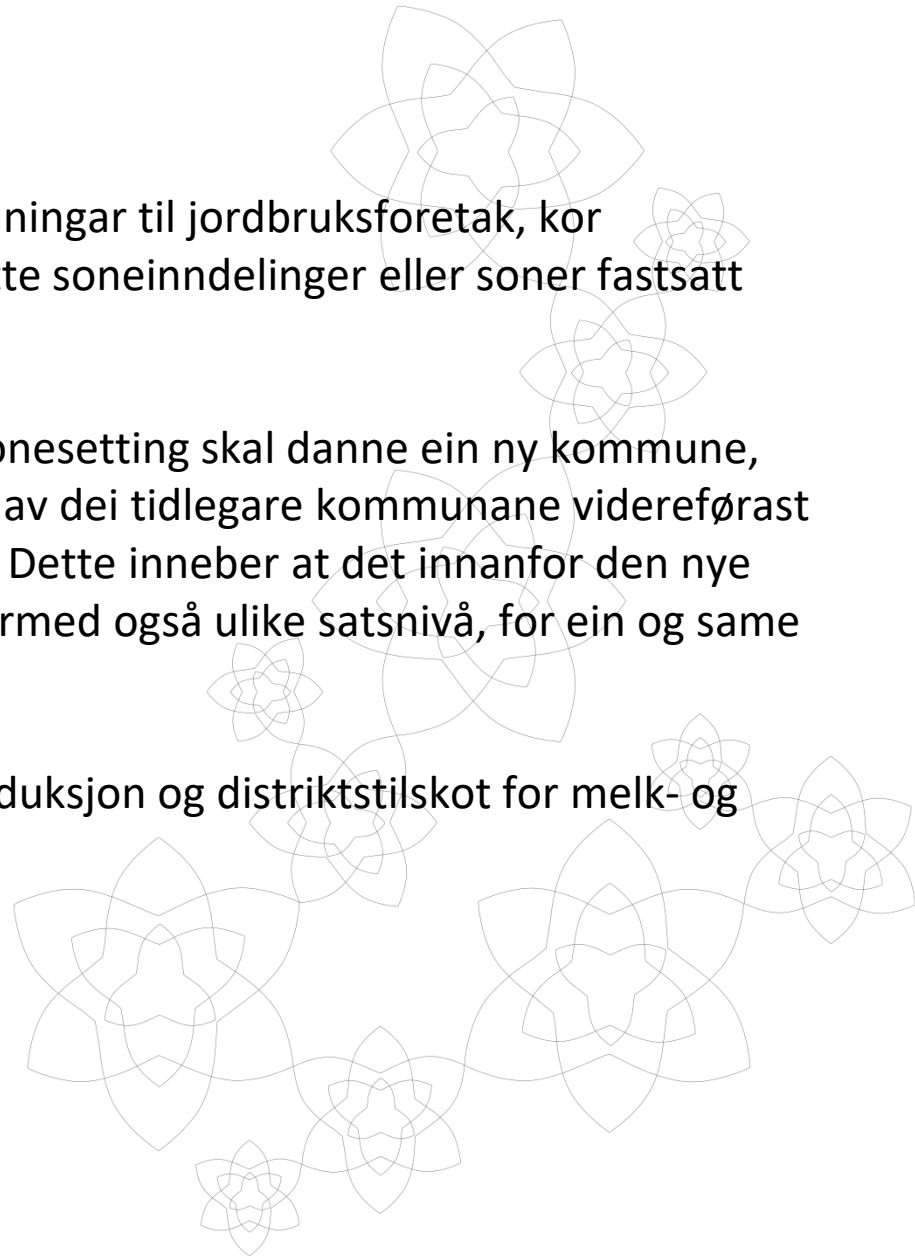 ningar til jordbruksforetak, kor
te soneinndelinger eller soner fastsatt
nesetting skal danne ein ny kommune,
av dei tidlegare kommunane videreførast
Dette inneber at det innanfor den nye
rmed også ulike satsnivå, for ein og same
duksjon og distriktstilskot for melk- og